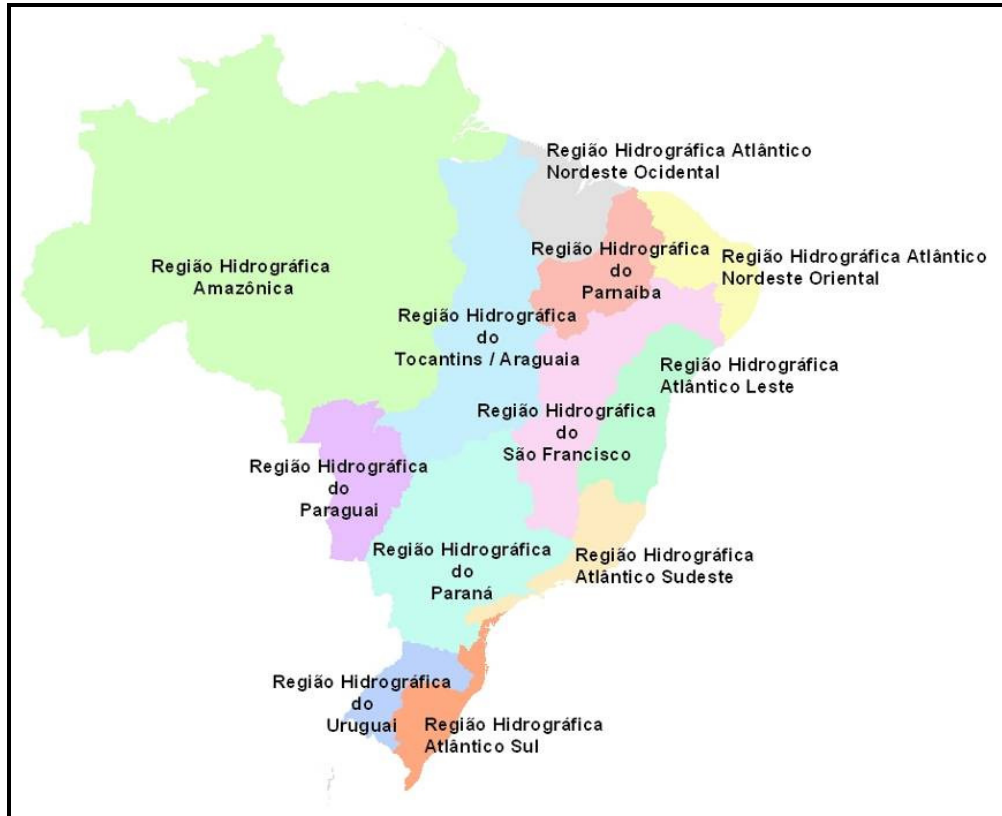 Região Hidrográfica Atlântico
Nordeste Ocidental
Região Hidrográfica
do
Parnaíba
Região Hidrográfica Atlântico
Nordeste Oriental
Região Hidrográfica
Amazônica
Região Hidrográfica
do
Tocantins / Araguaia
Região Hidrográfica
Atlântico Leste
Região Hidrográfica
do
São Francisco
Região Hidrográfica
do
Paraguai
Região Hidrográfica
do
Paraná
Região Hidrográfica
Atlântico Sudeste
Região Hidrográfica
do
Uruguai
Região Hidrográfica
Atlântico Sul